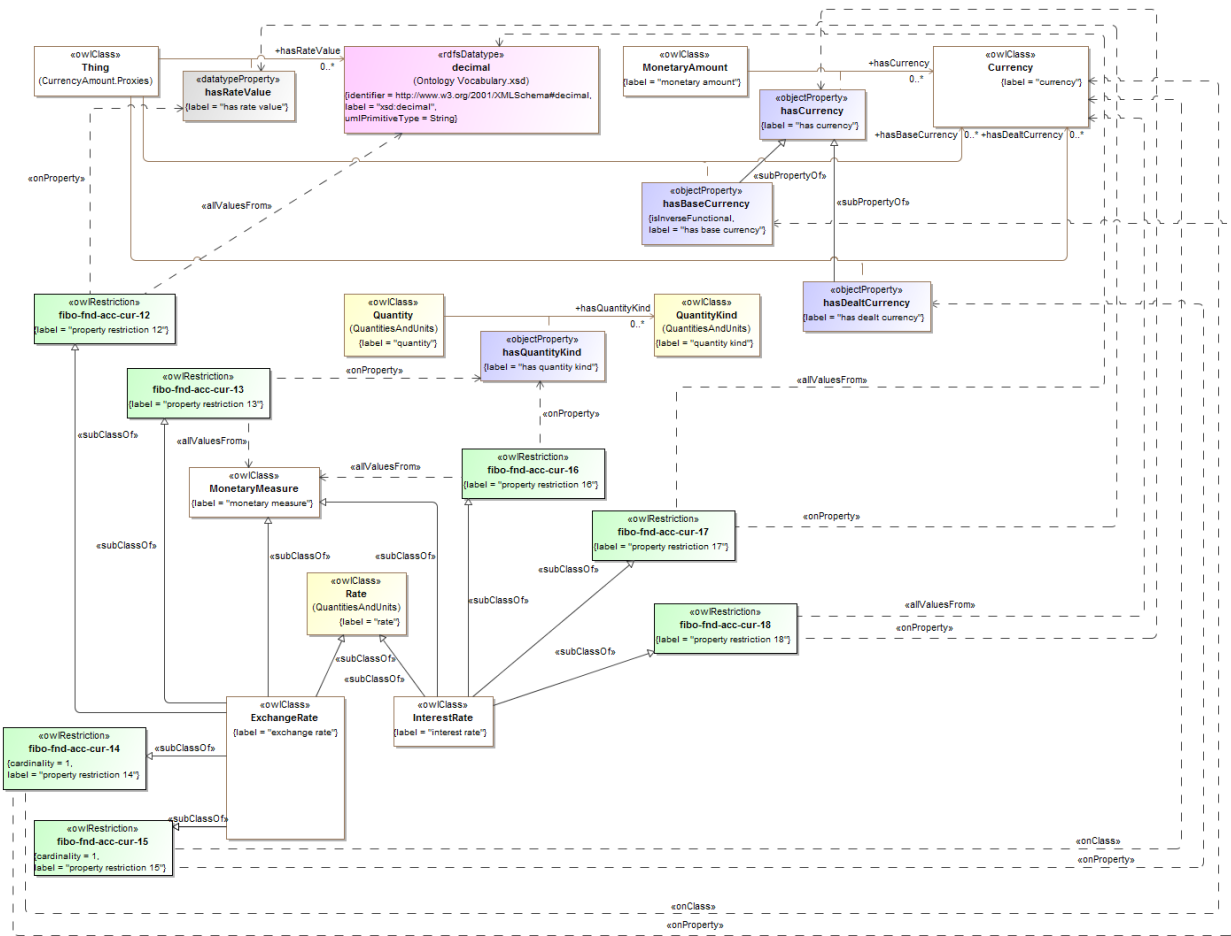 «owlClass»
Thing
(CurrencyAmount.Proxies)
+hasRateValue
0..*
«datatypeProperty»
hasRateValue
{label = "has rate value"}
«rdfsDatatype»
decimal
(Ontology Vocabulary.xsd)
{identifier = http://www.w3.org/2001/XMLSchema#decimal,
label = "xsd:decimal",
umlPrimitiveType = String}
«owlClass»
MonetaryAmount
{label = "monetary amount"}
+hasCurrency
0..*
«owlClass»
Currency
{label = "currency"}
«objectProperty»
hasCurrency
{label = "has currency"}
+hasBaseCurrency
0..*
+hasDealtCurrency
0..*
«onProperty»
«allValuesFrom»
«subPropertyOf»
«subPropertyOf»
«objectProperty»
hasBaseCurrency
{isInverseFunctional,
label = "has base currency"}
«objectProperty»
hasDealtCurrency
{label = "has dealt currency"}
«owlRestriction»
fibo-fnd-acc-cur-12
{label = "property restriction 12"}
«owlClass»
Quantity
(QuantitiesAndUnits)
{label = "quantity"}
+hasQuantityKind
0..*
«owlClass»
QuantityKind
(QuantitiesAndUnits)
{label = "quantity kind"}
«objectProperty»
hasQuantityKind
{label = "has quantity kind"}
«owlRestriction»
fibo-fnd-acc-cur-13
{label = "property restriction 13"}
«onProperty»
«allValuesFrom»
«onProperty»
«subClassOf»
«allValuesFrom»
«allValuesFrom»
«owlClass»
MonetaryMeasure
{label = "monetary measure"}
«owlRestriction»
fibo-fnd-acc-cur-16
{label = "property restriction 16"}
«owlRestriction»
fibo-fnd-acc-cur-17
{label = "property restriction 17"}
«onProperty»
«subClassOf»
«subClassOf»
«subClassOf»
«subClassOf»
«subClassOf»
«owlClass»
Rate
(QuantitiesAndUnits)
{label = "rate"}
«owlRestriction»
fibo-fnd-acc-cur-18
{label = "property restriction 18"}
«allValuesFrom»
«onProperty»
«subClassOf»
«subClassOf»
«subClassOf»
«owlClass»
ExchangeRate
{label = "exchange rate"}
«owlClass»
InterestRate
{label = "interest rate"}
«owlRestriction»
fibo-fnd-acc-cur-14
{cardinality = 1,
label = "property restriction 14"}
«subClassOf»
«owlRestriction»
fibo-fnd-acc-cur-15
{cardinality = 1,
label = "property restriction 15"}
«subClassOf»
«onClass»
«onProperty»
«onClass»
«onProperty»